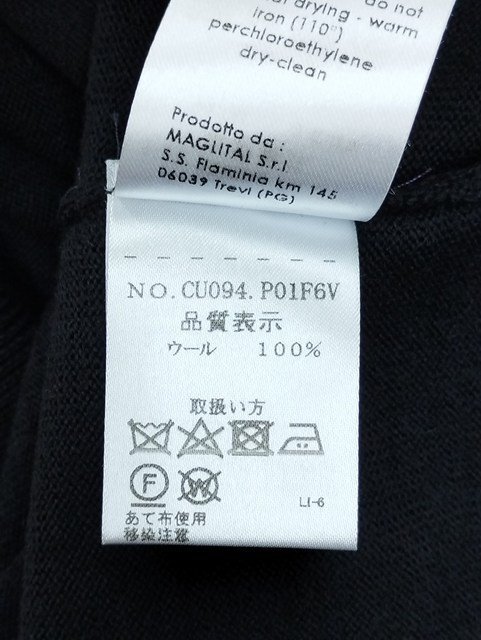 do not
drying - warm
iron (110°)
perchloroethylene
dry-clean
Prodotto da :
MAGLITAL S.r.l
S.S. Flaminia km 145
06039 Trevi (PG)
NO.CU094.P01F6V
品質表示
ウール 100%
取扱い方
F W
LI-6
あて布使用
移染注意